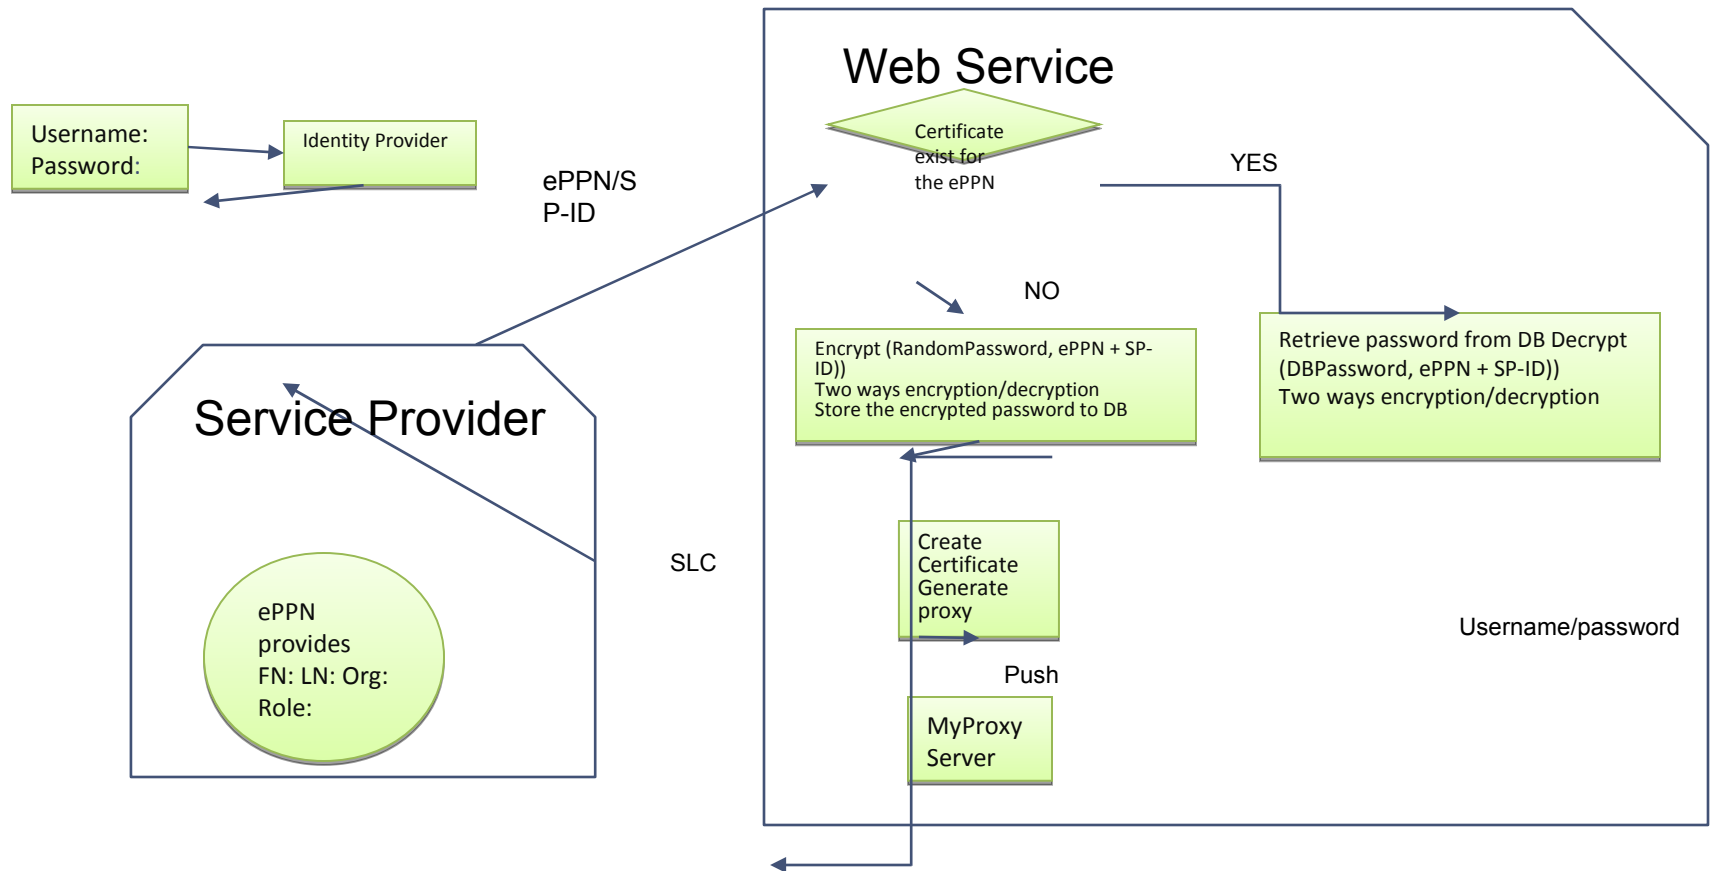 Web Service
Username:
Password:
Identity Provider
Certificate
exist for
the ePPN
YES
ePPN/S
P-ID
NO
Encrypt (RandomPassword, ePPN + SP-
ID))
Two ways encryption/decryption
Store the encrypted password to DB
Retrieve password from DB Decrypt
(DBPassword, ePPN + SP-ID))
Two ways encryption/decryption
Service Provider
SLC
Create
Certificate
Generate
proxy
ePPN
provides
FN: LN: Org:
Role:
Username/password
Push
MyProxy
Server